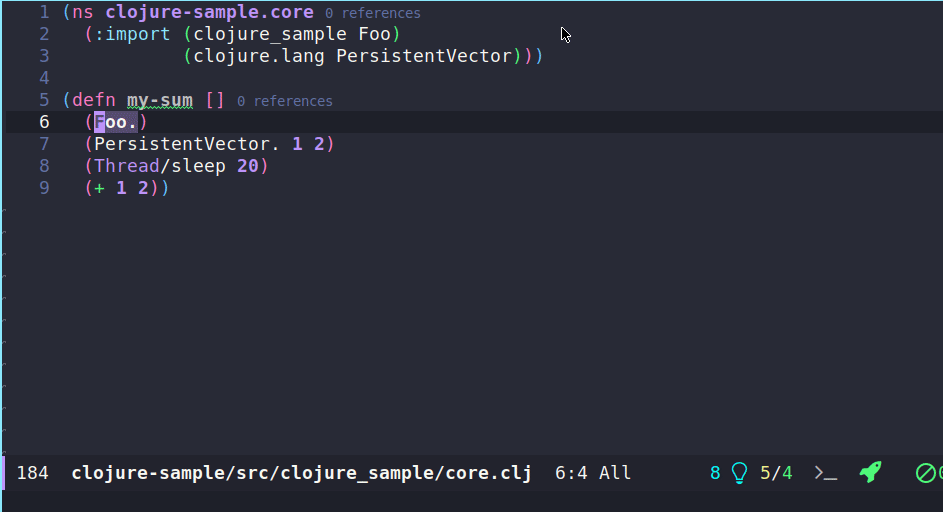 1 (ns clojure-sample.core 0 references
2   (:import (clojure_sample Foo)
3            (clojure.lang PersistentVector)))
4
5 (defn my-sum [] 0 references
6   (Foo.)
7   (PersistentVector. 1 2)
8   (Thread/sleep 20)
9   (+ 1 2))
184 clojure-sample/src/clojure_sample/core.clj 6:4 All 8 5/4 >_